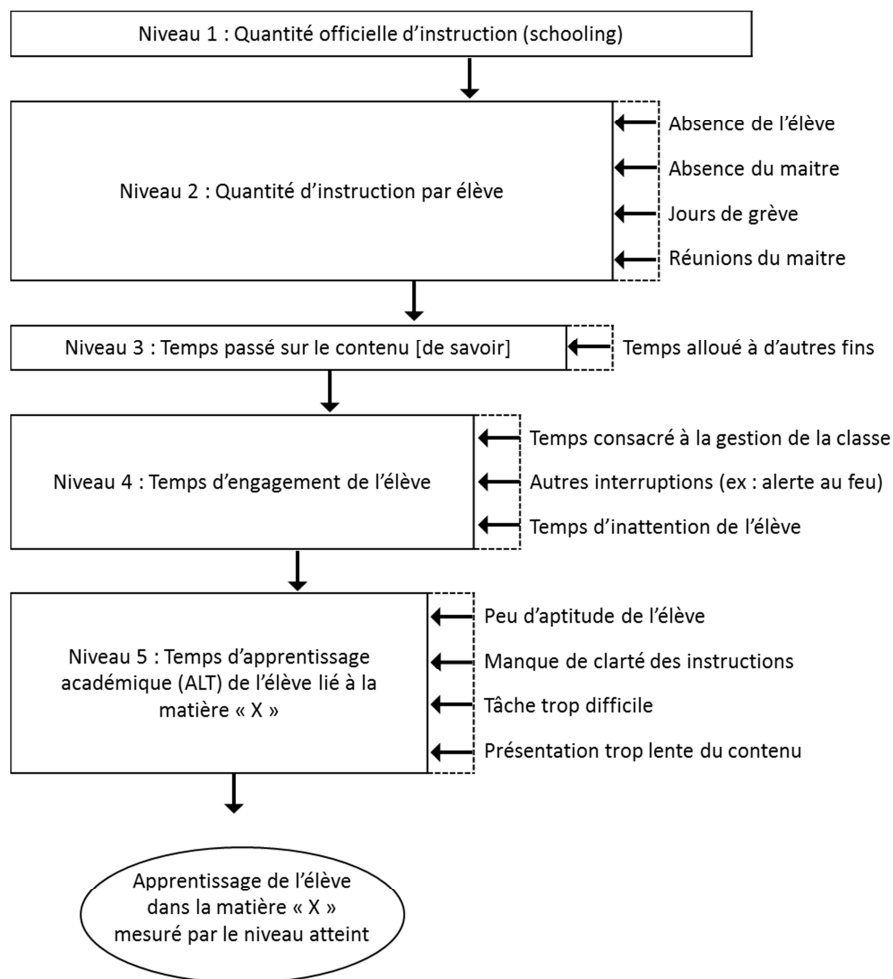 Niveau 1 : Quantité officielle d’instruction (schooling)
Absence de l’élève
Absence du maitre
Niveau 2 : Quantité d’instruction par élève
Jours de grève
Réunions du maitre
Niveau 3 : Temps passé sur le contenu [de savoir]
Temps alloué à d’autres fins
Temps consacré à la gestion de la classe
Niveau 4 : Temps d’engagement de l’élève
Autres interruptions (ex : alerte au feu)
Temps d’inattention de l’élève
Niveau 5 : Temps d’apprentissage
académique (ALT) de l’élève lié à la
matière « X »
Peu d’aptitude de l’élève
Manque de clarté des instructions
Tâche trop difficile
Présentation trop lente du contenu
Apprentissage de l’élève
dans la matière « X »
mesuré par le niveau atteint